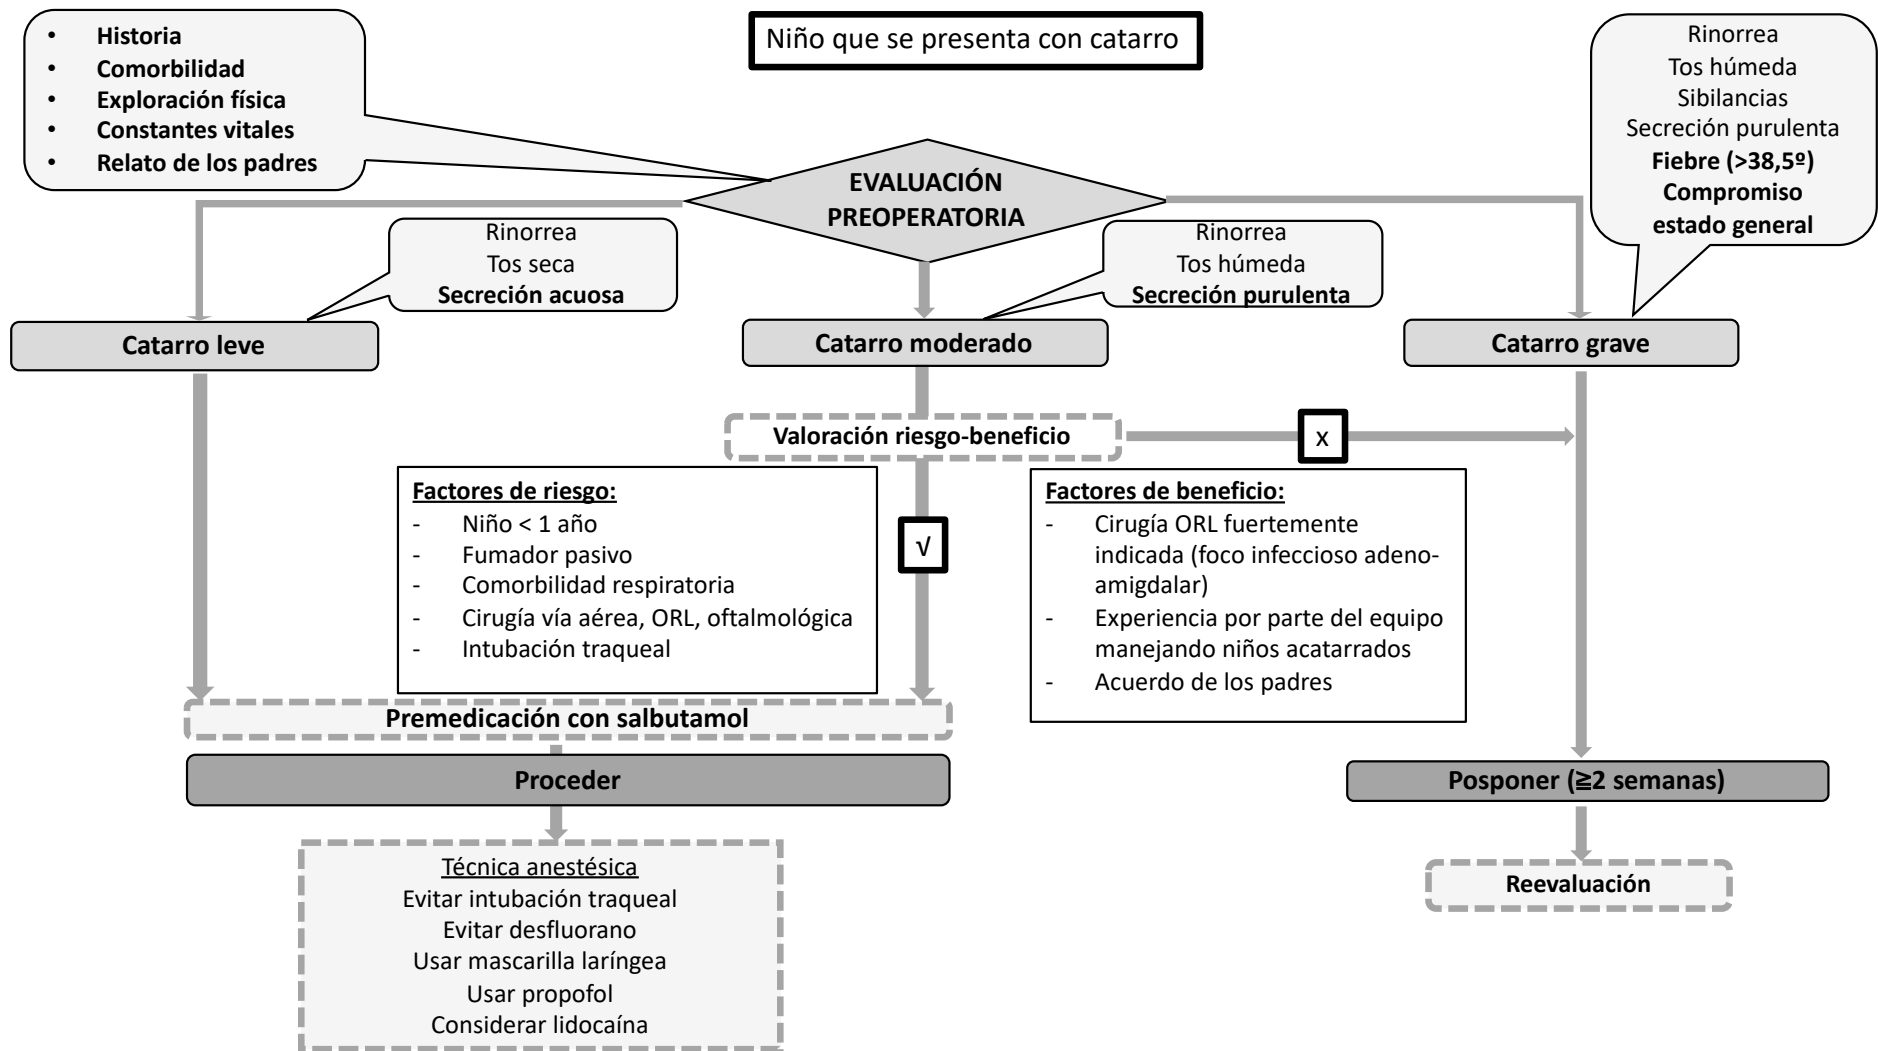 Niño que se presenta con catarro
• Historia
• Comorbilidad
• Exploración física
• Constantes vitales
• Relato de los padres
EVALUACIÓN
PREOPERATORIA
Rinorrea
Tos húmeda
Sibilancias
Secreción purulenta
Fiebre (>38,5º)
Compromiso
estado general
Rinorrea
Tos seca
Secreción acuosa
Rinorrea
Tos húmeda
Secreción purulenta
Catarro leve
Catarro moderado
Catarro grave
Valoración riesgo-beneficio
x
Factores de riesgo:
- Niño < 1 año
- Fumador pasivo
- Comorbilidad respiratoria
- Cirugía vía aérea, ORL, oftalmológica
- Intubación traqueal
√
Factores de beneficio:
- Cirugía ORL fuertemente
indicada (foco infeccioso adeno-
amigdalar)
- Experiencia por parte del equipo
manejando niños acatarrados
- Acuerdo de los padres
Premedicación con salbutamol
Proceder
Posponer (≧2 semanas)
Técnica anestésica
Evitar intubación traqueal
Evitar desfluorano
Usar mascarilla laríngea
Usar propofol
Considerar lidocaína
Reevaluación